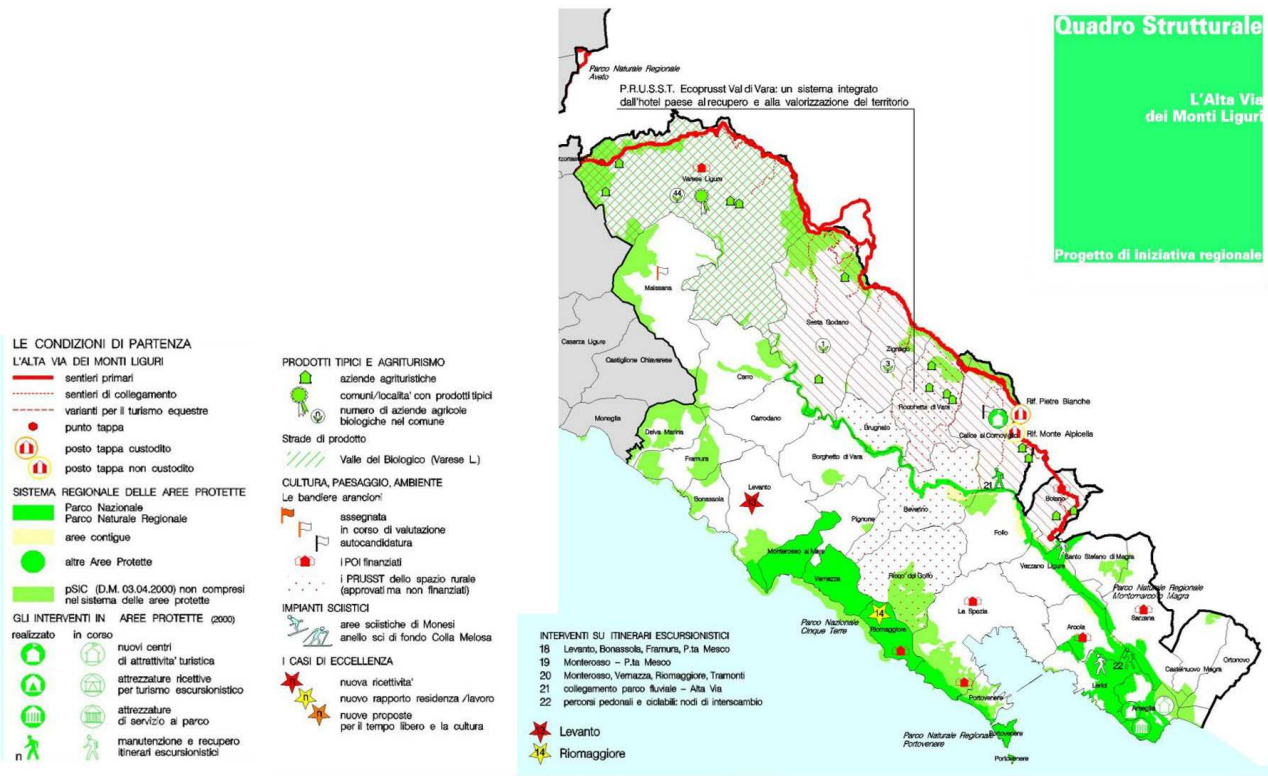 Quadro Strutturale
L'Alta Via
dei Monti Liguri
Progetto di iniziativa regionale
Parco Naturale Regionale
Aveto
P.R.U.S.S.T. Ecoprusst Val di Vara: un sistema integrato
dall'hotel paese al recupero e alla valorizzazione del territorio
Varese Ligure
44
Maissana
Sesta Godano
1
Zignago
3
Casarza Ligure
Castiglione Chiavarese
Carro
Moneglia
Carrodano
Rocchetta di Vara
Rif. Pietre Bianche
Rif. Monte Alpicella
Deiva Marina
Brugnato
Framura
Borghetto di Vara
21
Levanto
Bolano
Bonassola
Beverino
Pignone
Follo
Monterosso al Mare
Vernazza
Vezzano Ligure
Santo Stefano di Magra
Parco Naturale Regionale
Montemarcello Magra
Riccò del Golfo
La Spezia
14
Riomaggiore
Parco Nazionale
Cinque Terre
Sarzana
Arcola
22
Castelnuovo Magra
Ortonovo
Lerici
Ameglia
Portovenere
Parco Naturale Regionale
Portovenere
Portovenere
Portovenere
LE CONDIZIONI DI PARTENZA
L'ALTA VIA DEI MONTI LIGURI
sentieri primari
sentieri di collegamento
varianti per il turismo equestre
punto tappa
posto tappa custodito
posto tappa non custodito
SISTEMA REGIONALE DELLE AREE PROTETTE
Parco Nazionale
Parco Naturale Regionale
aree contigue
altre Aree Protette
pSIC (D.M. 03.04.2000) non compresi
nel sistema delle aree protette
GLI INTERVENTI IN AREE PROTETTE (2000)
realizzato in corso
nuovi centri
di attrattivita' turistica
attrezzature ricettive
per turismo escursionistico
attrezzature
di servizio al parco
manutenzione e recupero
itinerari escursionistici
n
PRODOTTI TIPICI E AGRITURISMO
aziende agrituristiche
comuni/localita' con prodotti tipici
numero di aziende agricole
biologiche nel comune
Strade di prodotto
Valle del Biologico (Varese L.)
CULTURA, PAESAGGIO, AMBIENTE
Le bandiere arancioni
assegnata
in corso di valutazione
autocandidatura
I POI finanziati
i PRUSST dello spazio rurale
(approvati ma non finanziati)
IMPIANTI SCIISTICI
aree sciistiche di Monesi
anello sci di fondo Colla Melosa
I CASI DI ECCELLENZA
nuova ricettivita'
n
nuovo rapporto residenza/lavoro
n
nuove proposte
per il tempo libero e la cultura
INTERVENTI SU ITINERARI ESCURSIONISTICI
18 Levanto, Bonassola, Framura, P.ta Mesco
19 Monterosso – P.ta Mesco
20 Monterosso, Vernazza, Riomaggiore, Tramonti
21 collegamento parco fluviale – Alta Via
22 percorsi pedonali e ciclabili: nodi di interscambio
Levanto
14
Riomaggiore